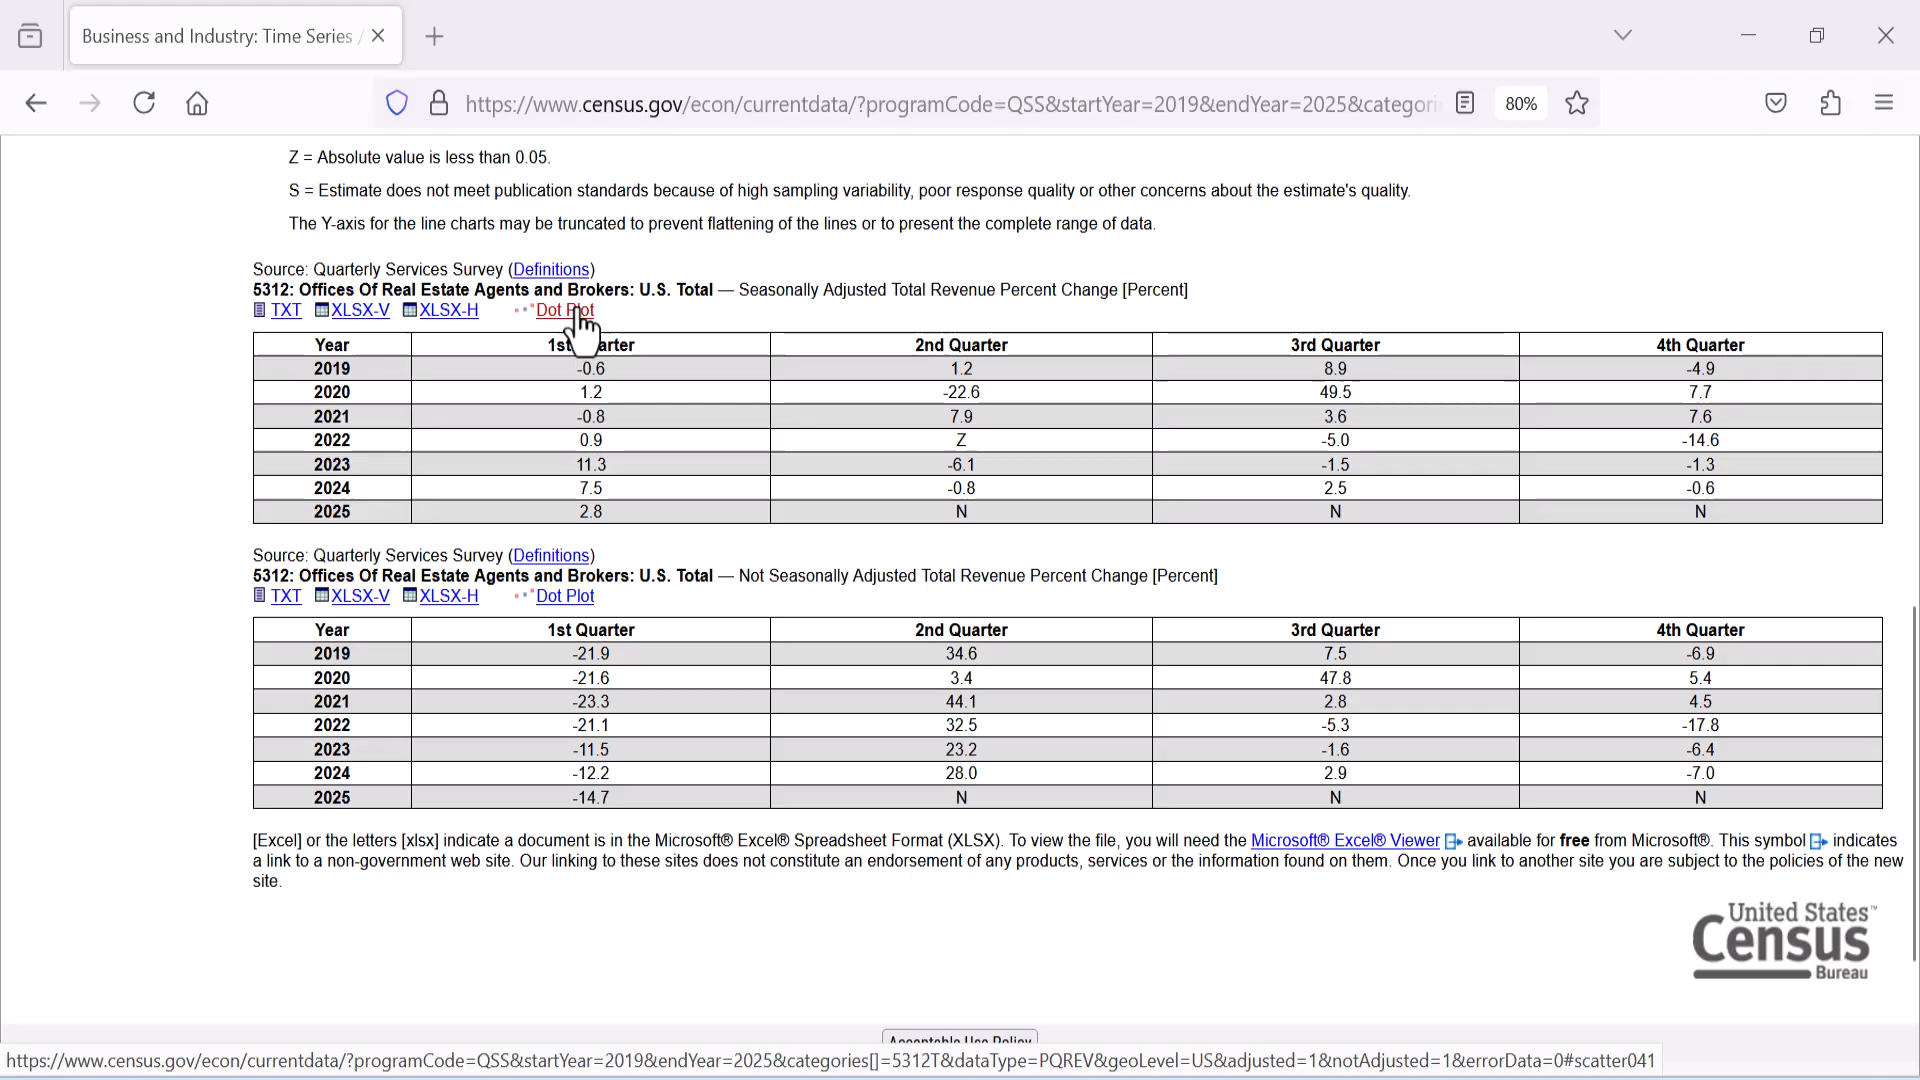 Business and Industry: Time Series /
https://www.census.gov/econ/currentdata/?programCode=QSS&startYear=2019&endYear=2025&categori
80%
Z = Absolute value is less than 0.05.
S = Estimate does not meet publication standards because of high sampling variability, poor response quality or other concerns about the estimate's quality.
The Y-axis for the line charts may be truncated to prevent flattening of the lines or to present the complete range of data.
Source: Quarterly Services Survey (Definitions)
5312: Offices Of Real Estate Agents and Brokers: U.S. Total — Seasonally Adjusted Total Revenue Percent Change [Percent]
TXT XLSX-V XLSX-H Dot Plot
Year 1st Quarter 2nd Quarter 3rd Quarter 4th Quarter
2019 -0.6 1.2 8.9 -4.9
2020 1.2 -22.6 49.5 7.7
2021 -0.8 7.9 3.6 7.6
2022 0.9 Z -5.0 -14.6
2023 11.3 -6.1 -1.5 -1.3
2024 7.5 -0.8 2.5 -0.6
2025 2.8 N N N
Source: Quarterly Services Survey (Definitions)
5312: Offices Of Real Estate Agents and Brokers: U.S. Total — Not Seasonally Adjusted Total Revenue Percent Change [Percent]
TXT XLSX-V XLSX-H Dot Plot
Year 1st Quarter 2nd Quarter 3rd Quarter 4th Quarter
2019 -21.9 34.6 7.5 -6.9
2020 -21.6 3.4 47.8 5.4
2021 -23.3 44.1 2.8 4.5
2022 -21.1 32.5 -5.3 -17.8
2023 -11.5 23.2 -1.6 -6.4
2024 -12.2 28.0 2.9 -7.0
2025 -14.7 N N N
[Excel] or the letters [xlsx] indicate a document is in the Microsoft® Excel® Spreadsheet Format (XLSX). To view the file, you will need the Microsoft® Excel® Viewer available for free from Microsoft®. This symbol indicates
a link to a non-government web site. Our linking to these sites does not constitute an endorsement of any products, services or the information found on them. Once you link to another site you are subject to the policies of the new
site.
United States™
Census
Bureau
Acceptable Use Policy
https://www.census.gov/econ/currentdata/?programCode=QSS&startYear=2019&endYear=2025&categories[]=5312T&dataType=PQREV&geoLevel=US&adjusted=1&notAdjusted=1&errorData=0#scatter041